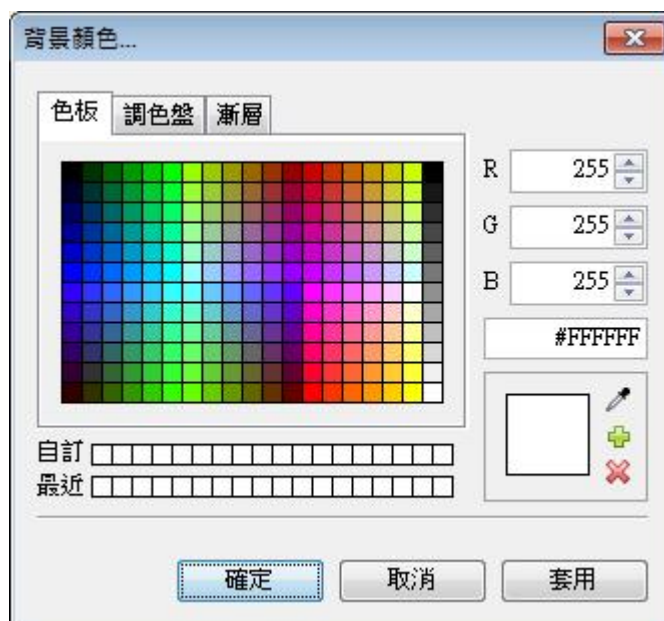 背景顏色...
色板 調色盤 漸層
R 255
G 255
B 255
#FFFFFF
自訂
最近
確定 取消 套用